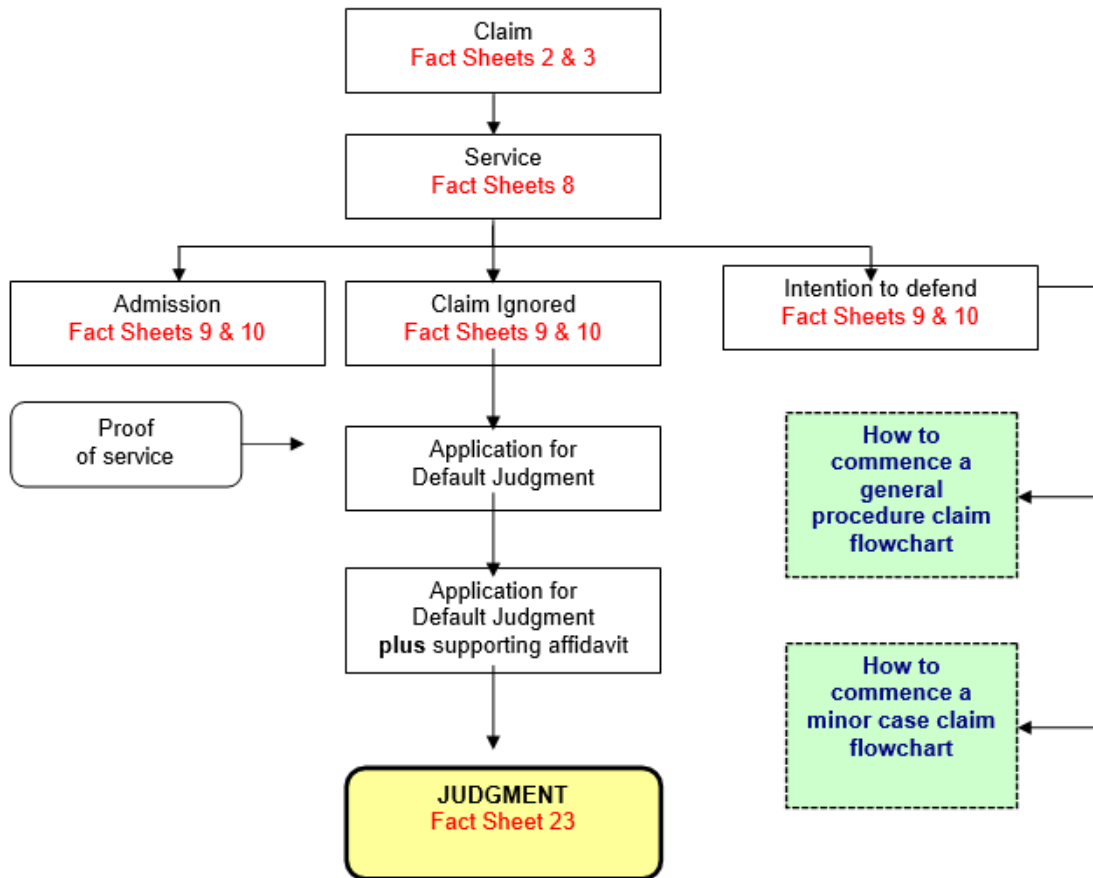 Claim
Fact Sheets 2 & 3
Service
Fact Sheets 8
Admission
Fact Sheets 9 & 10
Claim Ignored
Fact Sheets 9 & 10
Intention to defend
Fact Sheets 9 & 10
Proof
of service
Application for
Default Judgment
How to
commence a
general
procedure claim
flowchart
Application for
Default Judgment
plus supporting affidavit
How to
commence a
minor case claim
flowchart
JUDGMENT
Fact Sheet 23